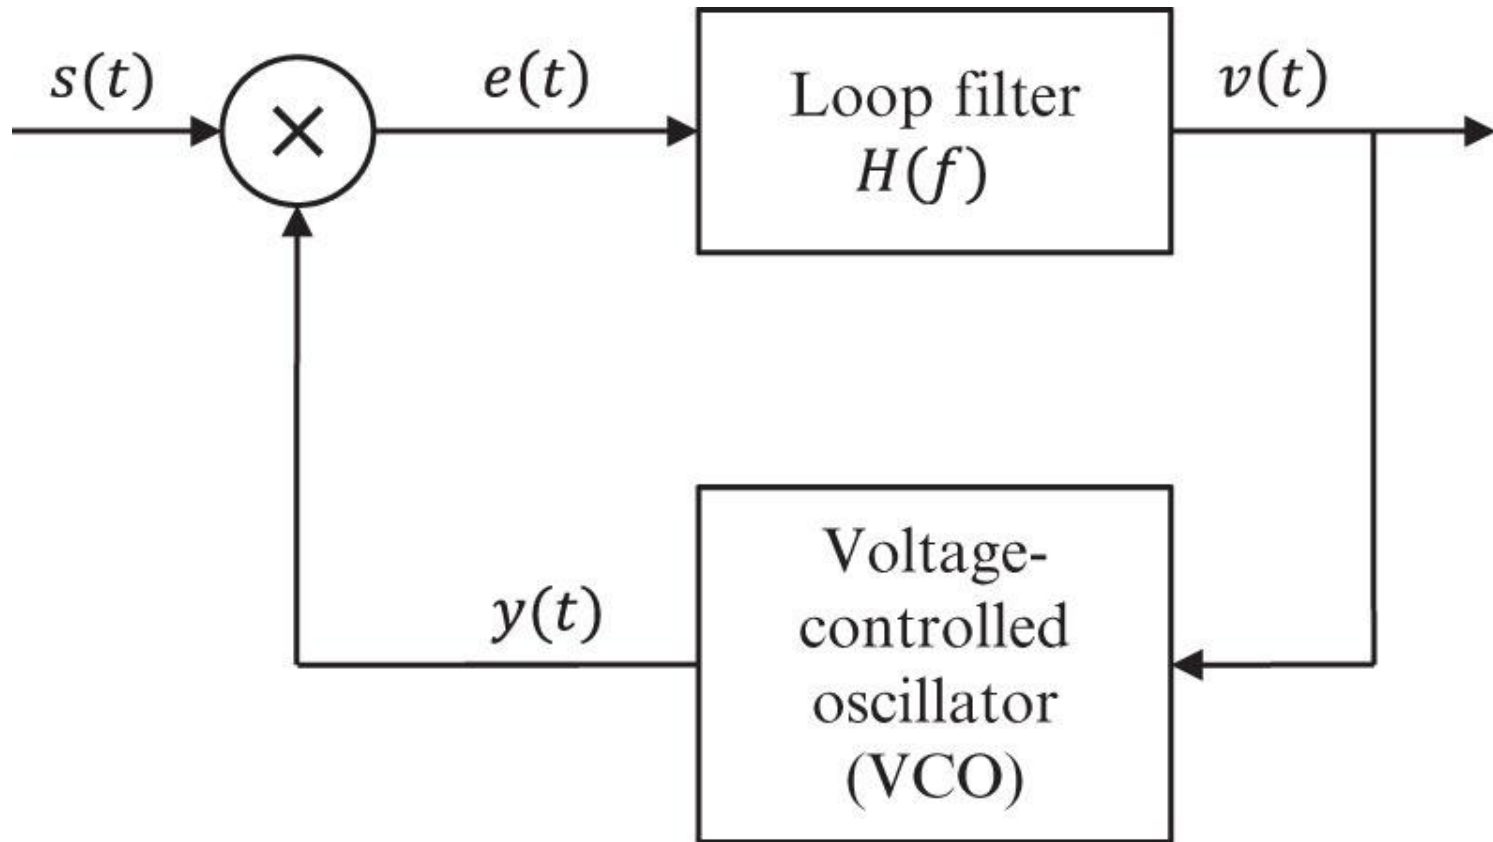 s(t)
e(t)
Loop filter
H(f)
v(t)
y(t)
Voltage-
controlled
oscillator
(VCO)